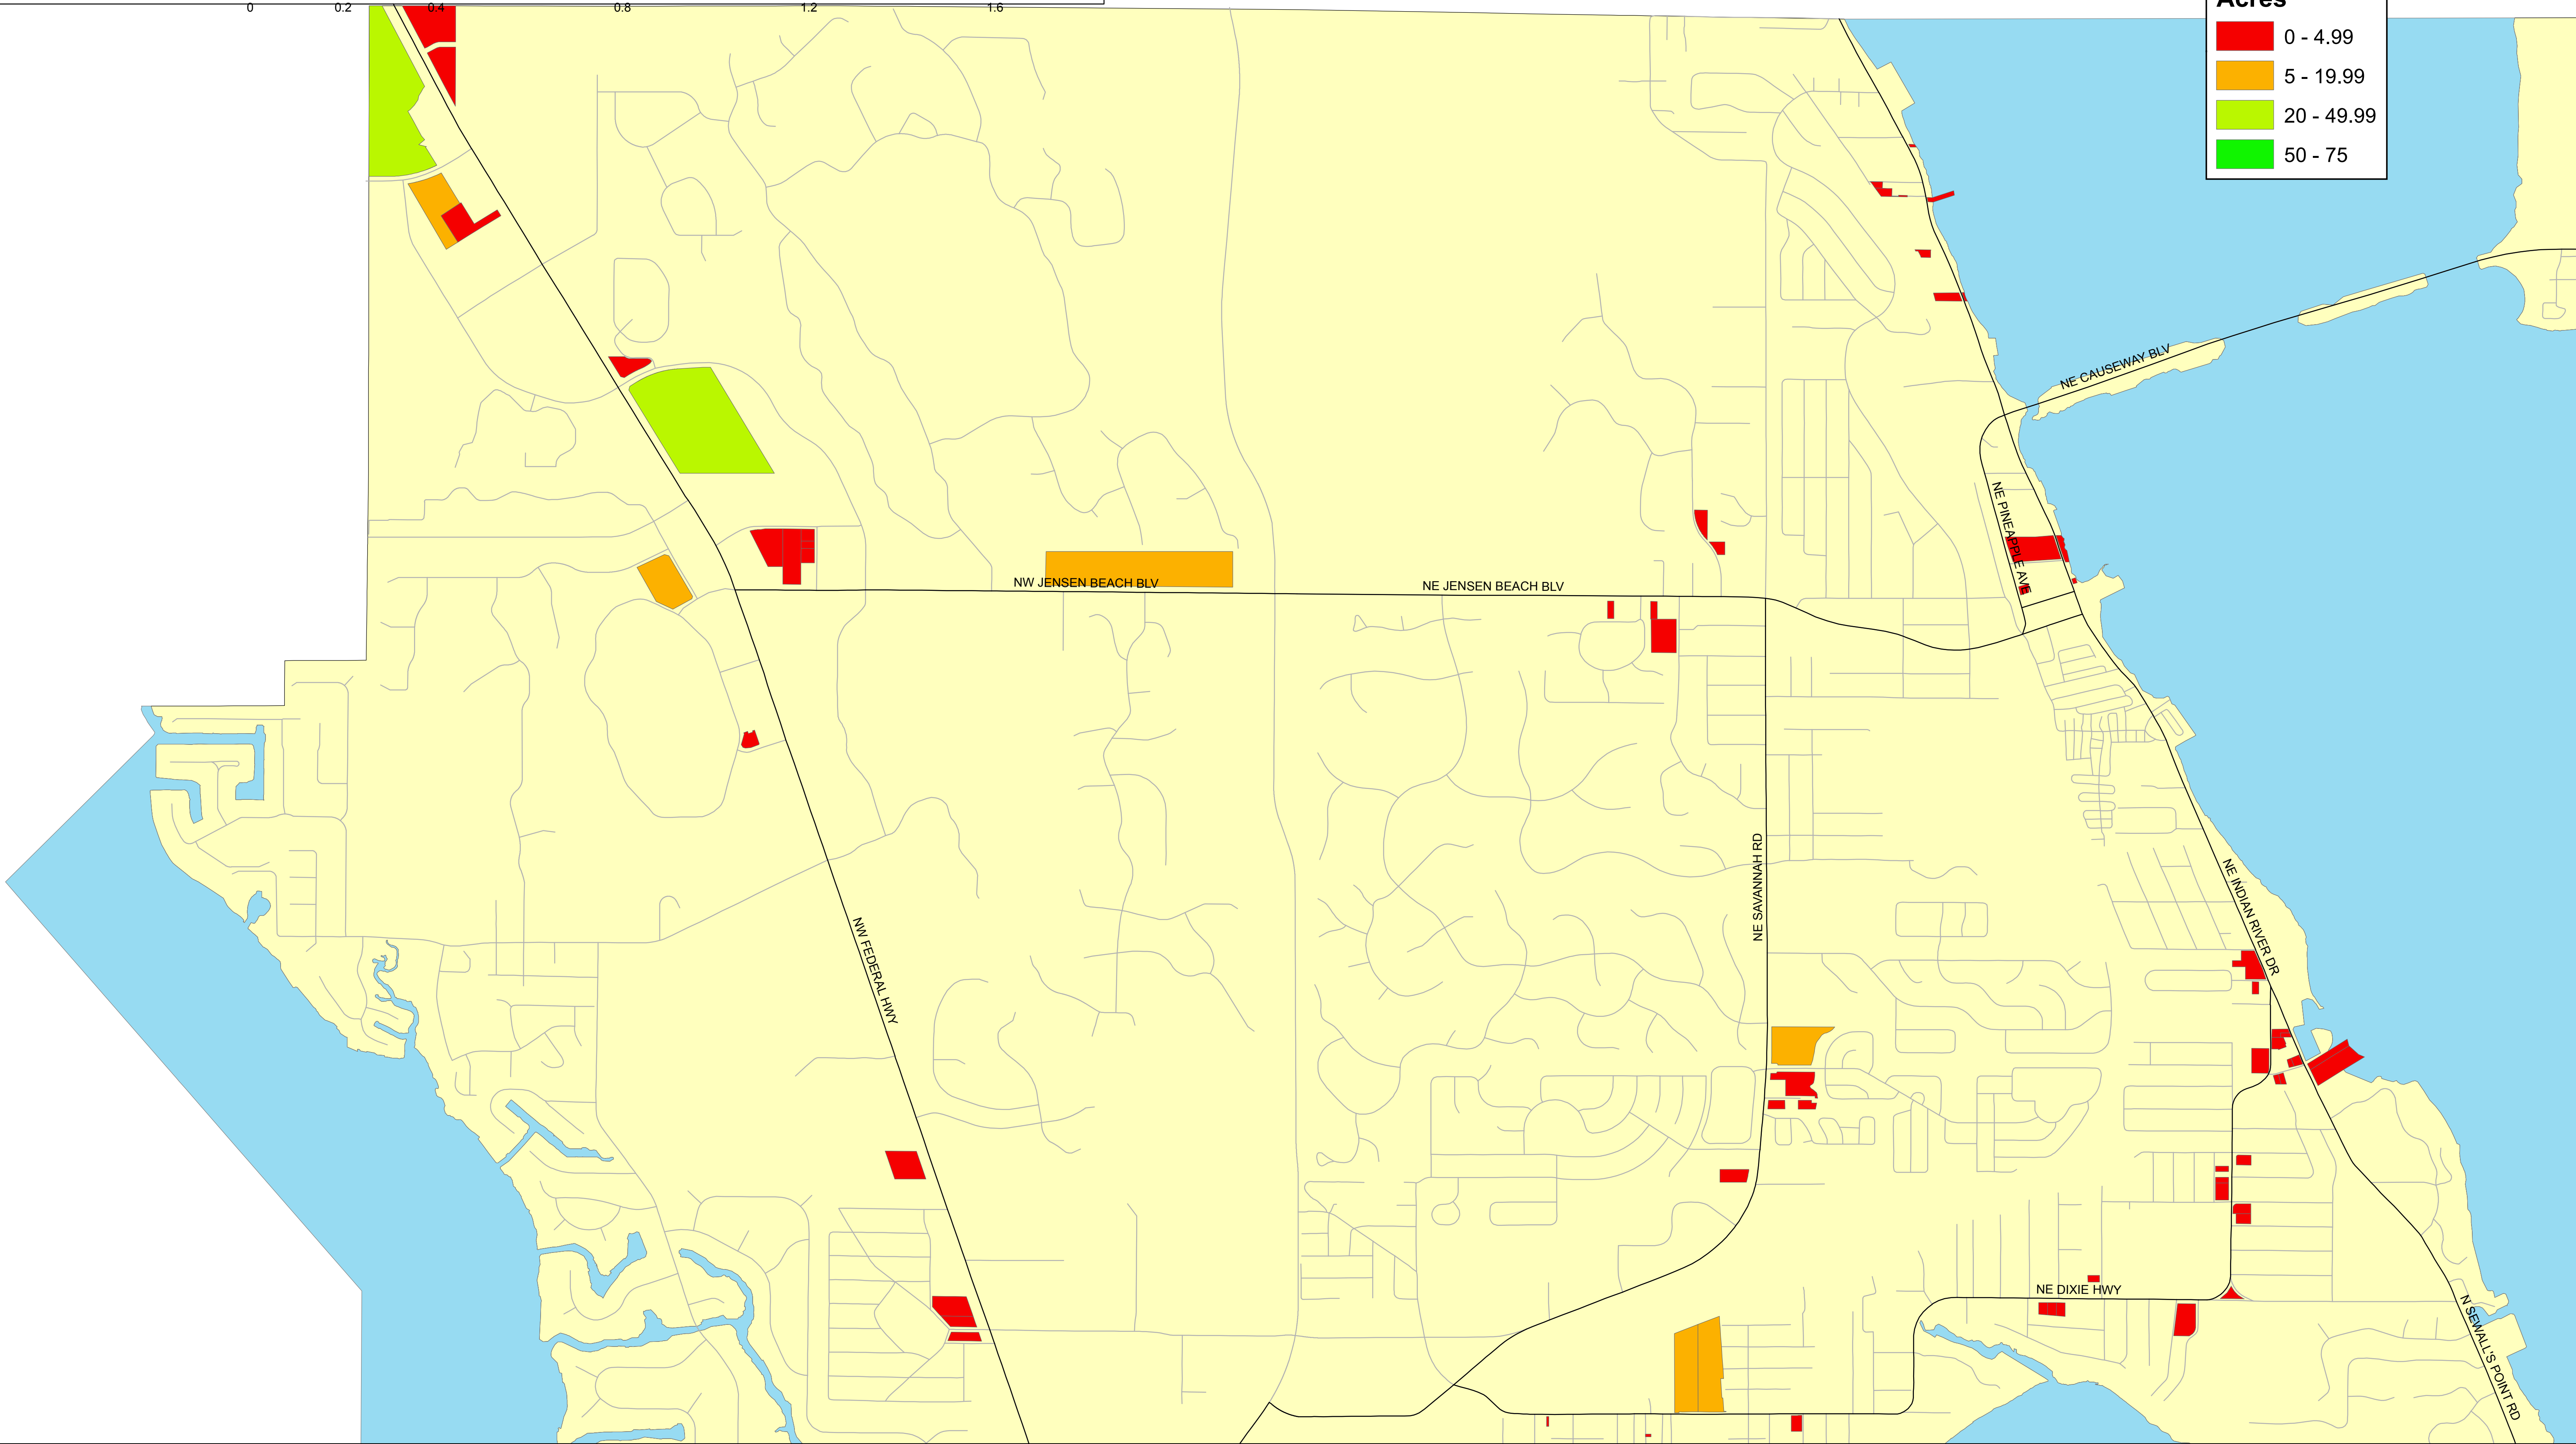 0 0.2 0.4 0.8 1.2 1.6
Acres
0 - 4.99
5 - 19.99
20 - 49.99
50 - 75
NE CAUSEWAY BLV
NE PINEAPPLE AVE
NW JENSEN BEACH BLV
NE JENSEN BEACH BLV
NE SAVANNAH RD
NE INDIAN RIVER DR
NW FEDERAL HWY
NE DIXIE HWY
N SEWALL'S POINT RD